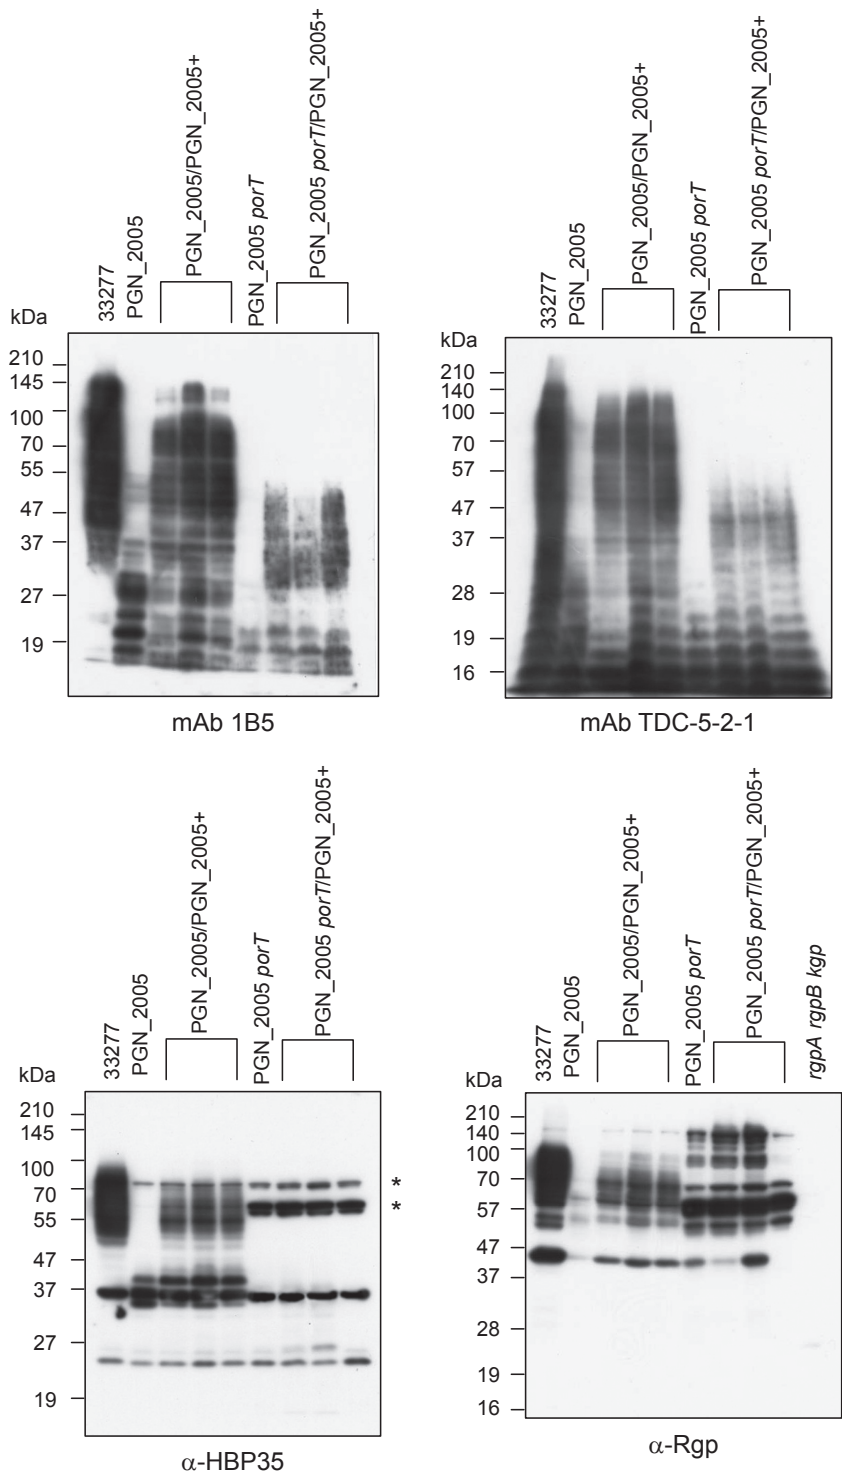 33277
PGN_2005
PGN_2005/PGN_2005+
PGN_2005 porT
PGN_2005 porT/PGN_2005+
kDa
210
145
100
70
55
47
37
27
19
mAb 1B5
33277
PGN_2005
PGN_2005/PGN_2005+
PGN_2005 porT
PGN_2005 porT/PGN_2005+
kDa
210
140
100
70
57
47
37
28
19
16
mAb TDC-5-2-1
33277
PGN_2005
PGN_2005/PGN_2005+
PGN_2005 porT
PGN_2005 porT/PGN_2005+
kDa
210
145
100
70
55
47
37
27
19
*
*
α-HBP35
33277
PGN_2005
PGN_2005/PGN_2005+
PGN_2005 porT
PGN_2005 porT/PGN_2005+
rgpA rgpB kgp
kDa
210
140
100
70
57
47
37
28
19
16
α-Rgp